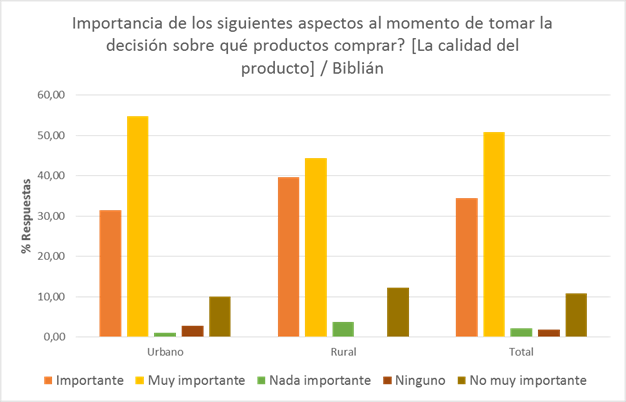 Importancia de los siguientes aspectos al momento de tomar la
decisión sobre qué productos comprar? [La calidad del
producto] / Biblián
60,00
50,00
40,00
30,00
20,00
10,00
0,00
% Respuestas
Urbano Rural Total
Importante Muy importante Nada importante Ninguno No muy importante